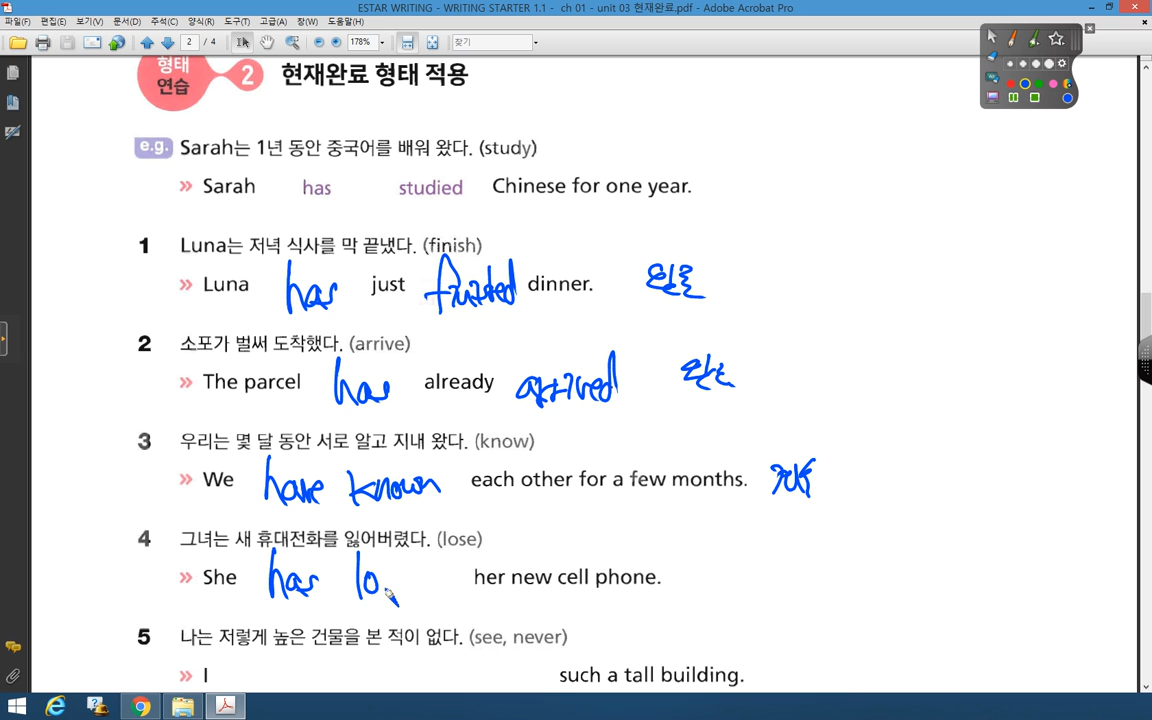 ESTAR WRITING - WRITING STARTER 1.1 - ch 01 - unit 03 현재완료.pdf - Adobe Acrobat Pro
파일(F) 편집(E) 보기(V) 문서(D) 주석(C) 양식(R) 도구(T) 고급(A) 창(W) 도움말(H)
2 / 4 178% 찾기
형태 연습 2 현재완료 형태 적용
e.g. Sarah는 1년 동안 중국어를 배워 왔다. (study)
» Sarah has studied Chinese for one year.
1 Luna는 저녁 식사를 막 끝냈다. (finish)
» Luna has just dinner. 완료
2 소포가 벌써 도착했다. (arrive)
» The parcel has already arrived 완료
3 우리는 몇 달 동안 서로 알고 지내 왔다. (know)
» We have known each other for a few months. 계속
4 그녀는 새 휴대전화를 잃어버렸다. (lose)
» She has lo her new cell phone.
5 나는 저렇게 높은 건물을 본 적이 없다. (see, never)
» I such a tall building.